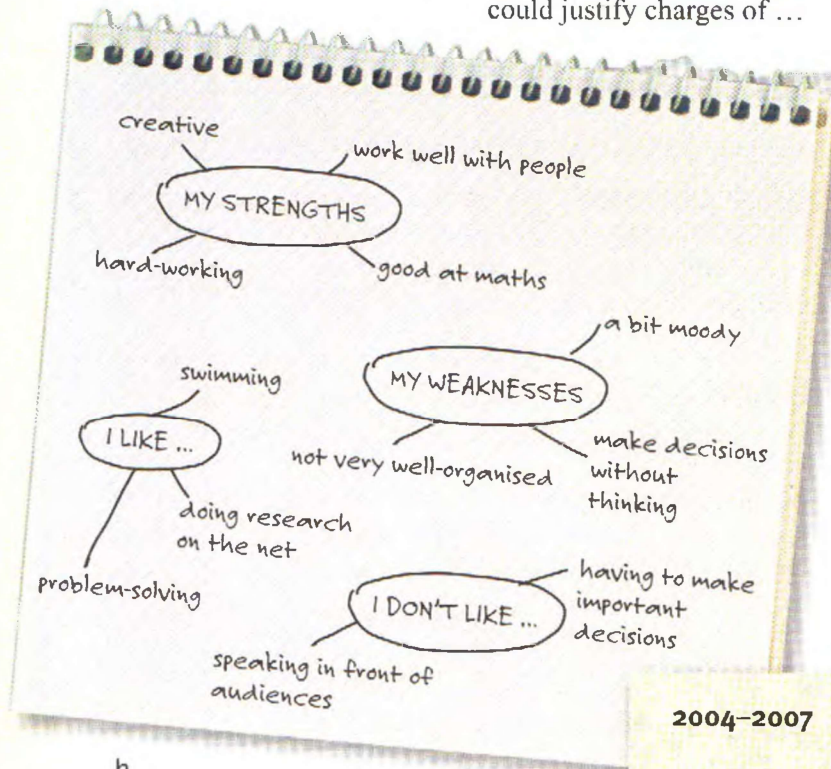 could justify charges of ...
creative
work well with people
MY STRENGTHS
hard-working
good at maths
a bit moody
MY WEAKNESSES
not very well-organised
make decisions
without
thinking
swimming
I LIKE ...
doing research
on the net
problem-solving
having to make
important
decisions
I DON'T LIKE ...
speaking in front of
audiences
2004–2007